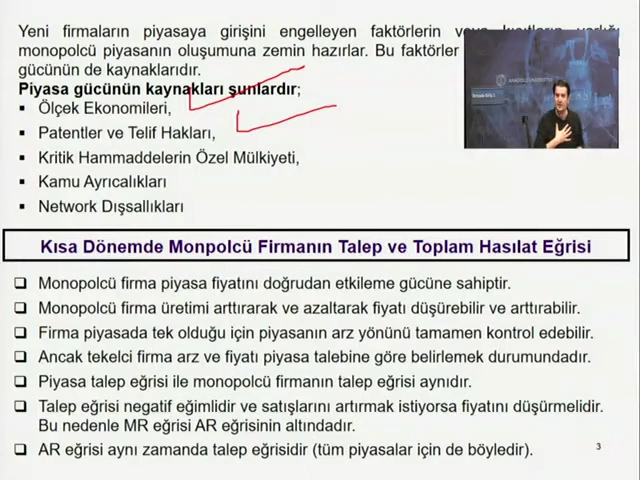 Yeni firmaların piyasaya girişini engelleyen faktörlerin
monopolcü piyasanın oluşumuna zemin hazırlar. Bu faktörler
gücünün de kaynaklarıdır.
Piyasa gücünün kaynakları şunlardır;
▪ Ölçek Ekonomileri,
▪ Patentler ve Telif Hakları,
▪ Kritik Hammaddelerin Özel Mülkiyeti,
▪ Kamu Ayrıcalıkları
▪ Network Dışsallıkları
ANADOLU ÜNİVERSİTESİ
Kısa Dönemde Monpolcü Firmanın Talep ve Toplam Hasılat Eğrisi
❑ Monopolcü firma piyasa fiyatını doğrudan etkileme gücüne sahiptir.
❑ Monopolcü firma üretimi arttırarak ve azaltarak fiyatı düşürebilir ve arttırabilir.
❑ Firma piyasada tek olduğu için piyasanın arz yönünü tamamen kontrol edebilir.
❑ Ancak tekelci firma arz ve fiyatı piyasa talebine göre belirlemek durumundadır.
❑ Piyasa talep eğrisi ile monopolcü firmanın talep eğrisi aynıdır.
❑ Talep eğrisi negatif eğimlidir ve satışlarını artırmak istiyorsa fiyatını düşürmelidir.
Bu nedenle MR eğrisi AR eğrisinin altındadır.
❑ AR eğrisi aynı zamanda talep eğrisidir (tüm piyasalar için de böyledir).
3